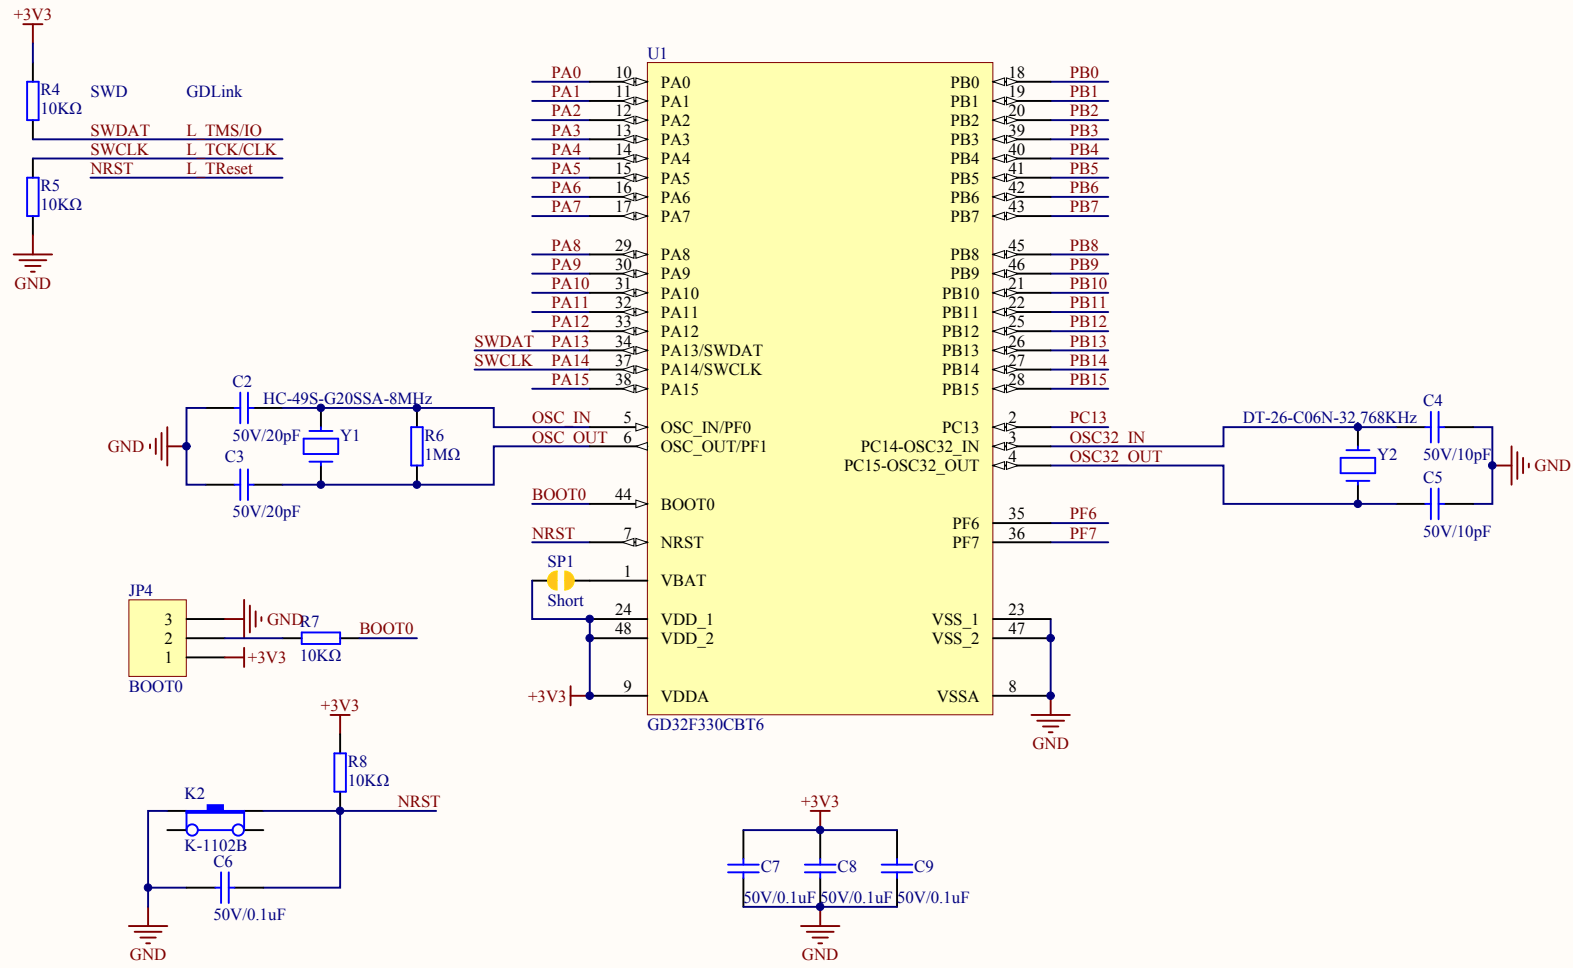 +3V3
R4
10KΩ
SWD GDLink
SWDAT L_TMS/IO
SWCLK L_TCK/CLK
NRST L_TReset
R5
10KΩ
GND
U1
PA0 10 PA0 PB0 18 PB0
PA1 11 PA1 PB1 19 PB1
PA2 12 PA2 PB2 20 PB2
PA3 13 PA3 PB3 39 PB3
PA4 14 PA4 PB4 40 PB4
PA5 15 PA5 PB5 41 PB5
PA6 16 PA6 PB6 42 PB6
PA7 17 PA7 PB7 43 PB7
PA8 29 PA8 PB8 45 PB8
PA9 30 PA9 PB9 46 PB9
PA10 31 PA10 PB10 21 PB10
PA11 32 PA11 PB11 22 PB11
PA12 33 PA12 PB12 25 PB12
SWDAT PA13 34 PA13/SWDAT PB13 26 PB13
SWCLK PA14 37 PA14/SWCLK PB14 27 PB14
PA15 38 PA15 PB15 28 PB15
OSC_IN 5 OSC_IN/PF0 PC13 2 PC13
OSC_OUT 6 OSC_OUT/PF1 PC14-OSC32_IN 3 OSC32_IN
PC15-OSC32_OUT 4 OSC32_OUT
BOOT0 44 BOOT0
PF6 35 PF6
NRST 7 NRST PF7 36 PF7
SP1
Short
1 VBAT
24 VDD_1 VSS_1 23
48 VDD_2 VSS_2 47
+3V3 9 VDDA VSSA 8
GD32F330CBT6
GND
C2
HC-49S-G20SSA-8MHz
50V/20pF
GND
Y1
R6
1MΩ
C3
50V/20pF
C4
DT-26-C06N-32.768KHz
50V/10pF
Y2
GND
C5
50V/10pF
JP4
3 GND
2 R7 BOOT0
10KΩ
1 +3V3
BOOT0
+3V3
R8
10KΩ
K2
NRST
K-1102B
C6
50V/0.1uF
GND
+3V3
C7 C8 C9
50V/0.1uF 50V/0.1uF 50V/0.1uF
GND